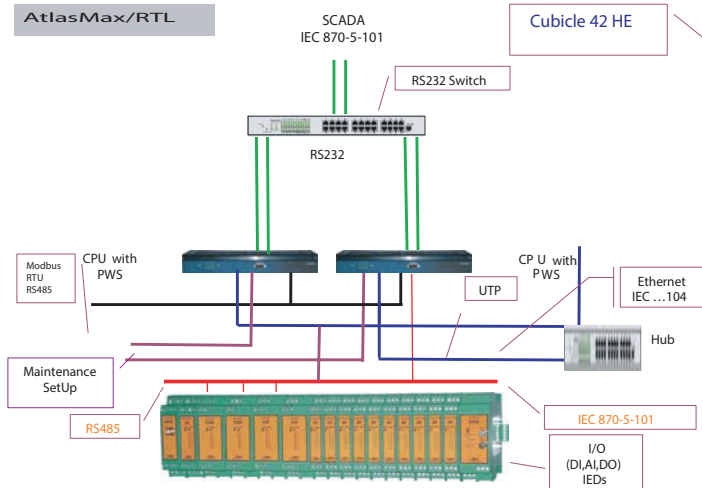 AtlasMax/RTL
SCADA
IEC 870-5-101
Cubicle 42 HE
RS232 Switch
RS232
Modbus
RTU
RS485
CPU with
PWS
CP U with
PWS
UTP
Ethernet
IEC ...104
Hub
Maintenance
SetUp
RS485
IEC 870-5-101
I/O
(DI,AI,DO)
IEDs